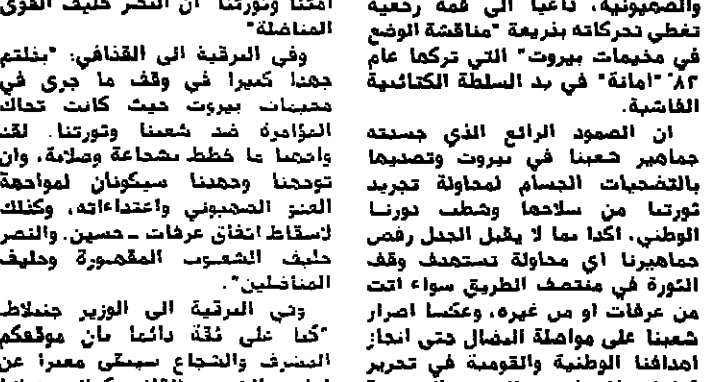 والصهيونية، داعيا الى قمة رجعية
تغطي تحركاته بذريعة "مناقشة الوضع
في مخيمات بيروت" التي تركها عام
٨٢ "امانة" في يد السلطة الكتائبية
الفاشية.
ان الصمود الرائع الذي جسدته
جماهير شعبنا في بيروت وتصديها
بالتضحيات الجسام لمحاولة تجريد
ثورتنا من سلاحها وشطب دورنا
الوطني، اكدا بما لا يقبل الجدل رفض
جماهيرنا اي محاولة تستهدف وقف
الثورة في منتصف الطريق سواء اتت
من عرفات او من غيره، وعكسا اصرار
شعبنا على مواصلة النضال حتى انجاز
اهدافنا الوطنية والقومية في تحرير
امتنا وثورتنا ان النصر حليف القوى
المناضلة"
وفي البرقية الى القذافي: "بذلتم
جهدا كبيرا في وقف ما جرى في
مخيمات بيروت حيث كانت تحاك
المؤامرة ضد شعبنا وثورتنا. لقد
واجهنا ما خطط بشجاعة وصلابة، وان
توجهنا وجهدنا سيكونان لمواجهة
العدو الصهيوني واعتداءاته، وكذلك
لاسقاط اتفاق عرفات ـ حسين. والنصر
حليف الشعوب المقهورة وحليف
المناضلين".
وفي البرقية الى الوزير جنبلاط
"كنا على ثقة دائما بان موقفكم
المشرف والشجاع سيبقى معبرا عن